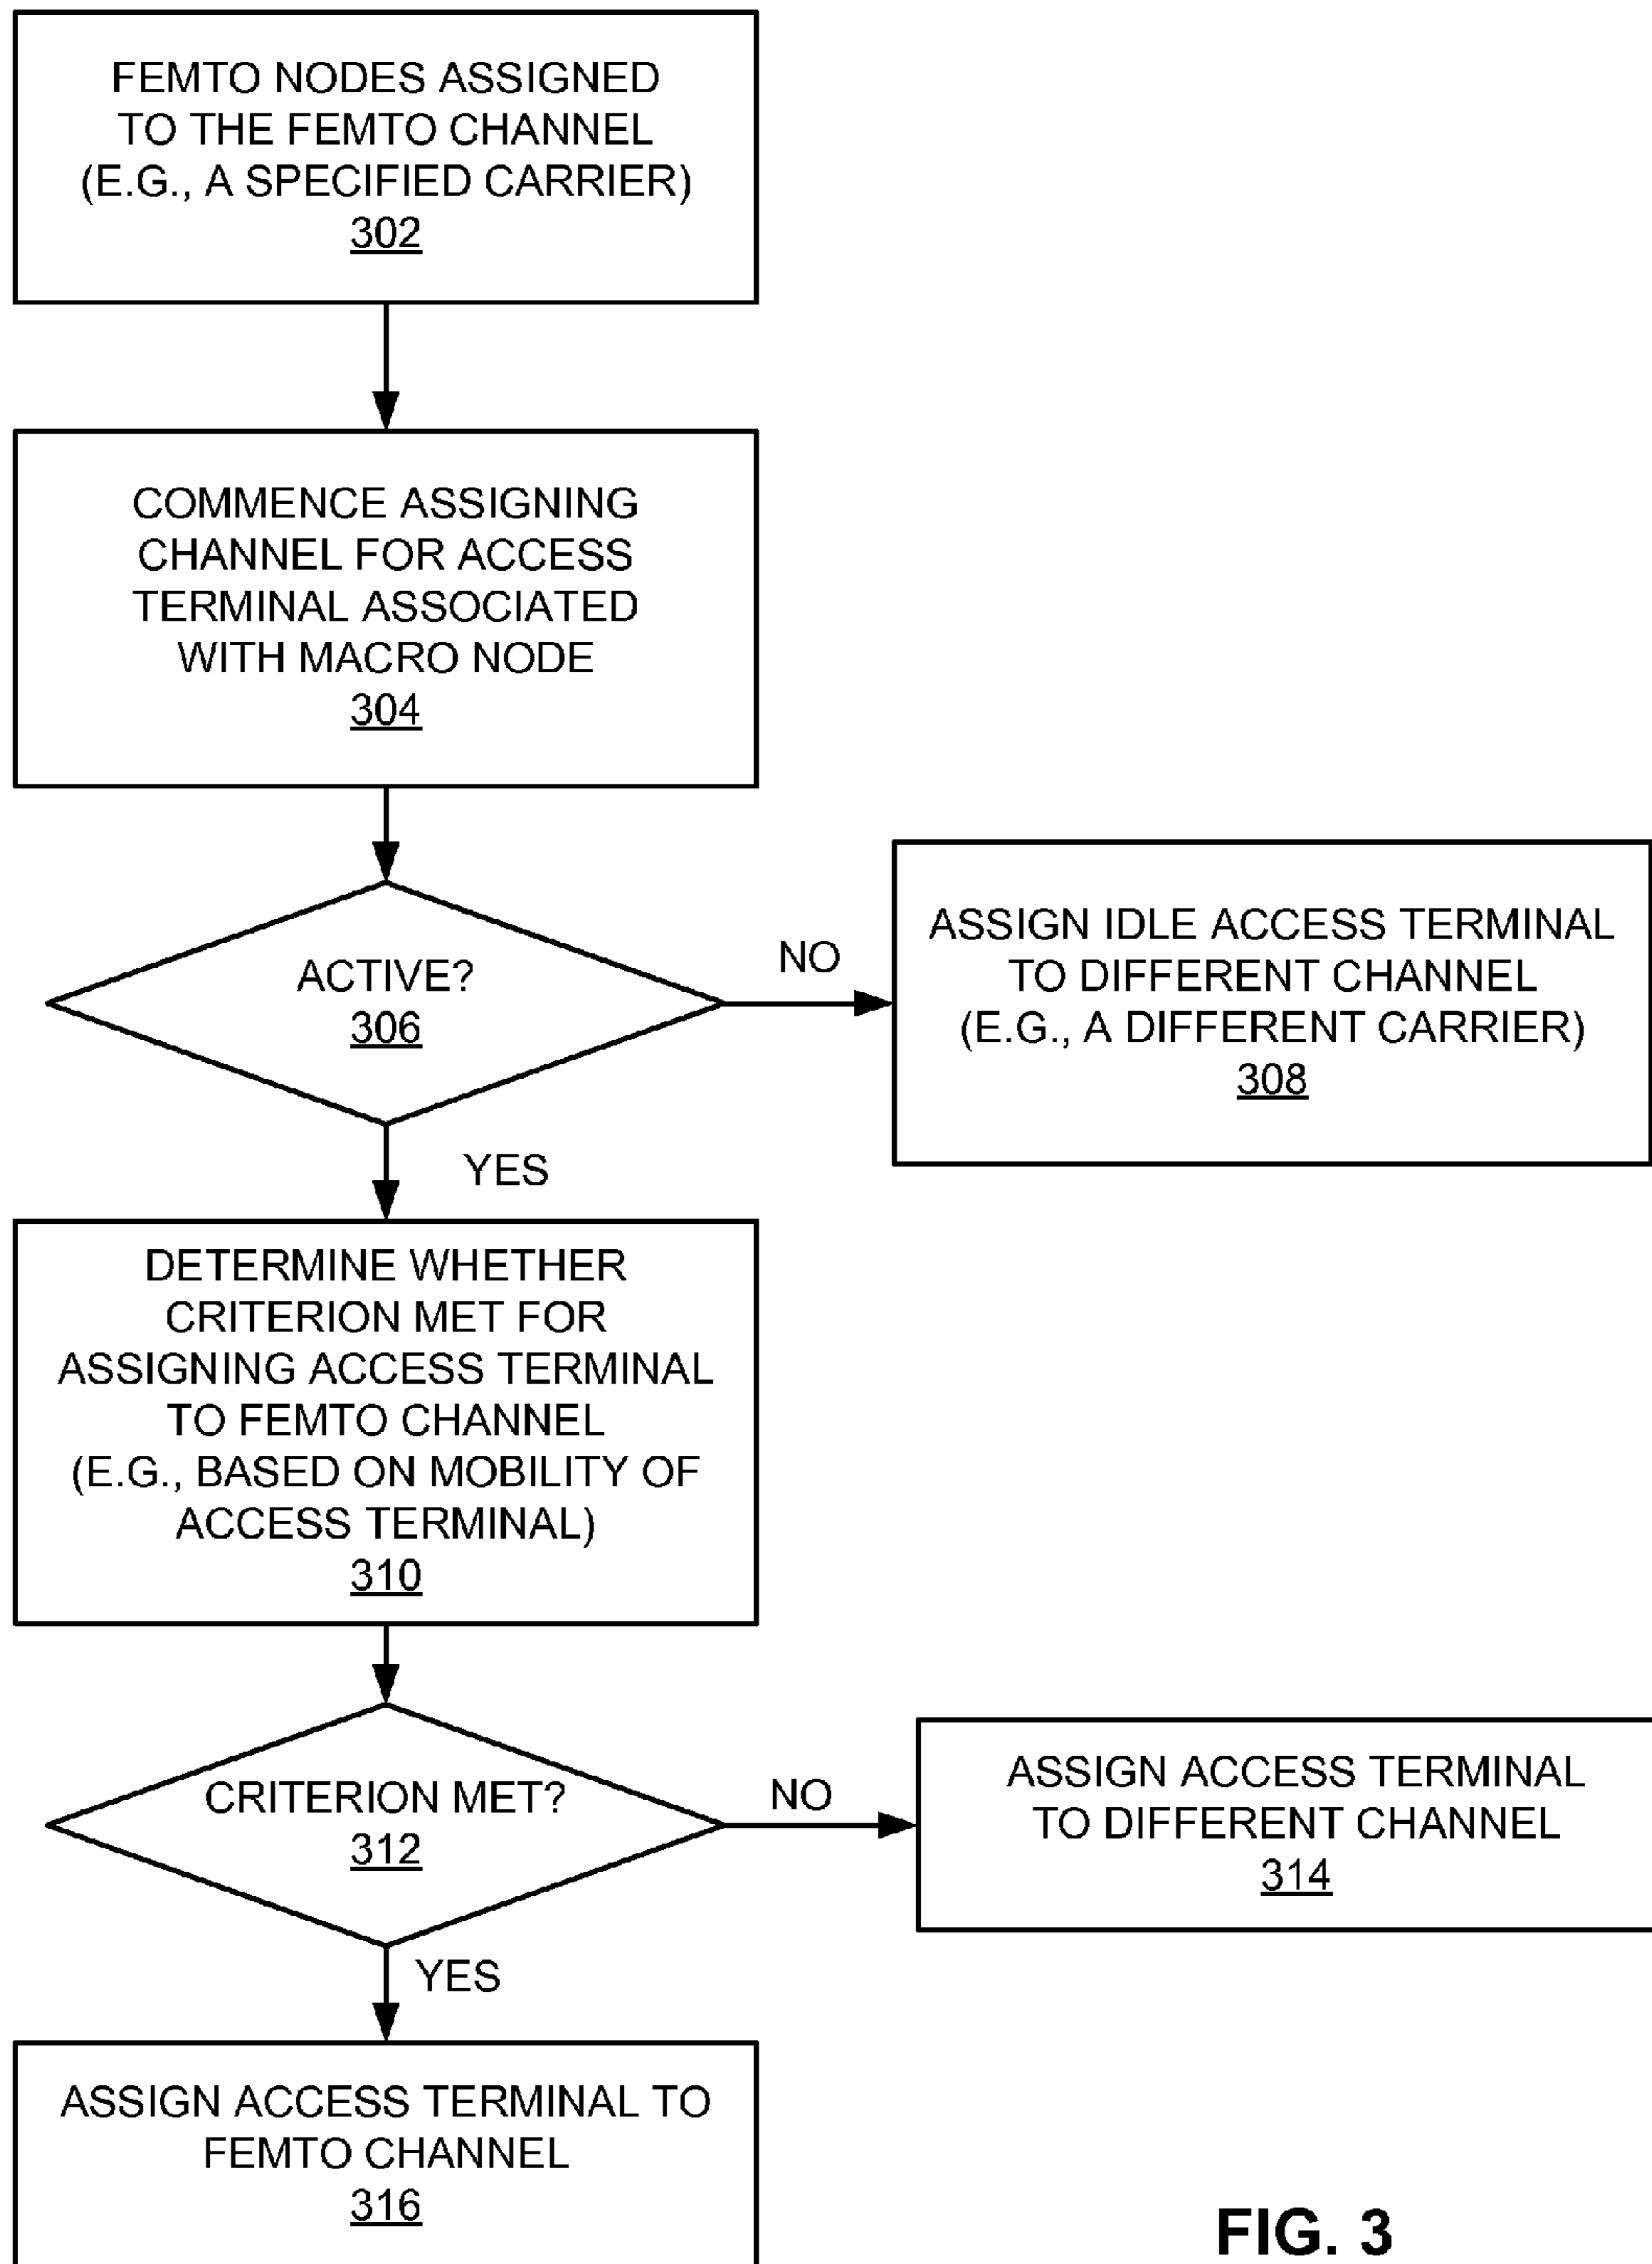 FEMTO NODES ASSIGNED
TO THE FEMTO CHANNEL
(E.G., A SPECIFIED CARRIER)
302
COMMENCE ASSIGNING
CHANNEL FOR ACCESS
TERMINAL ASSOCIATED
WITH MACRO NODE
304
ACTIVE?
306
NO
ASSIGN IDLE ACCESS TERMINAL
TO DIFFERENT CHANNEL
(E.G., A DIFFERENT CARRIER)
308
YES
DETERMINE WHETHER
CRITERION MET FOR
ASSIGNING ACCESS TERMINAL
TO FEMTO CHANNEL
(E.G., BASED ON MOBILITY OF
ACCESS TERMINAL)
310
CRITERION MET?
312
NO
ASSIGN ACCESS TERMINAL
TO DIFFERENT CHANNEL
314
YES
ASSIGN ACCESS TERMINAL TO
FEMTO CHANNEL
316
FIG. 3